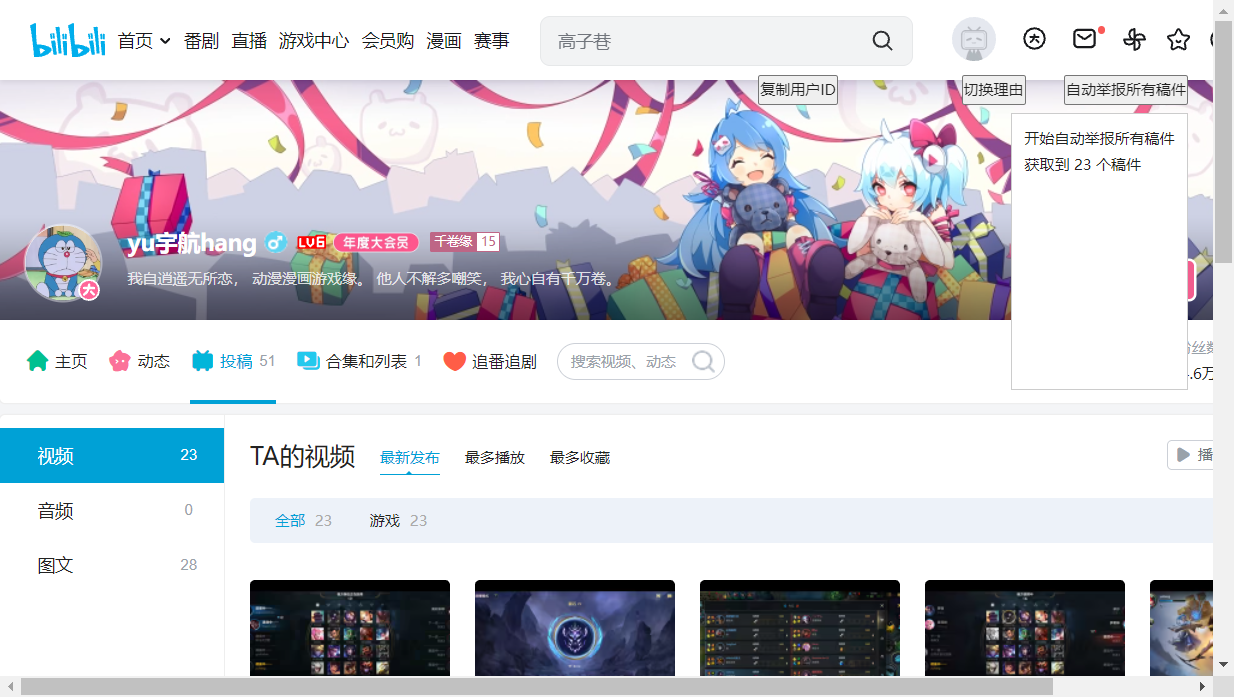 bilibili 首页 番剧 直播 游戏中心 会员购 漫画 赛事 高子巷
复制用户ID 切换理由 自动举报所有稿件
开始自动举报所有稿件
获取到 23 个稿件
yu宇航hang LV6 年度大会员 千卷缘 15
我自逍遥无所恋， 动漫漫画游戏缘。 他人不解多嘲笑， 我心自有千万卷。
大
主页 动态 投稿 51 合集和列表 1 追番追剧 搜索视频、动态
粉丝数
.6万
视频 23
音频 0
图文 28
TA的视频 最新发布 最多播放 最多收藏 播
全部 23 游戏 23